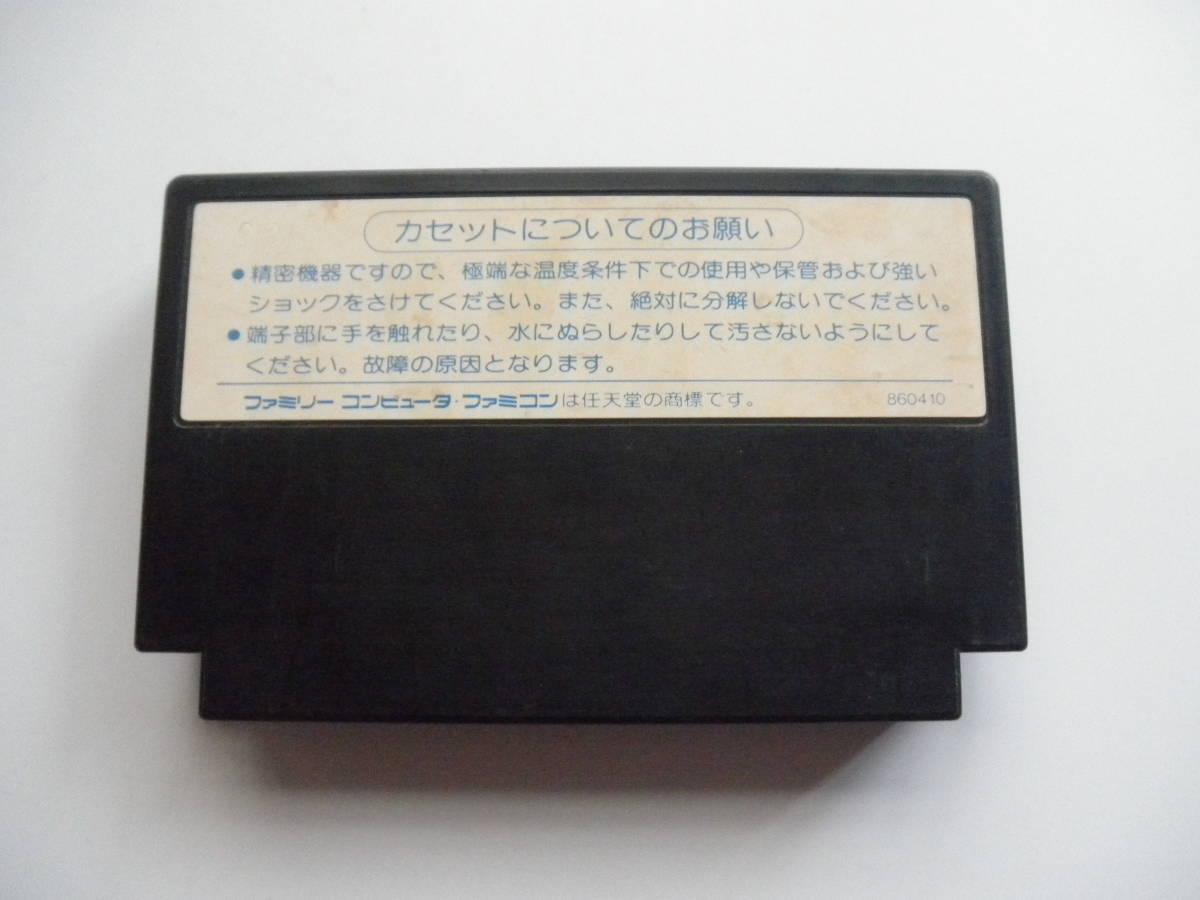 カセットについてのお願い
●精密機器ですので、極端な温度条件下での使用や保管および強い
ショックをさけてください。また、絶対に分解しないでください。
●端子部に手を触れたり、水にぬらしたりして汚さないようにして
ください。故障の原因となります。
ファミリー コンピュータ・ファミコンは任天堂の商標です。 860410